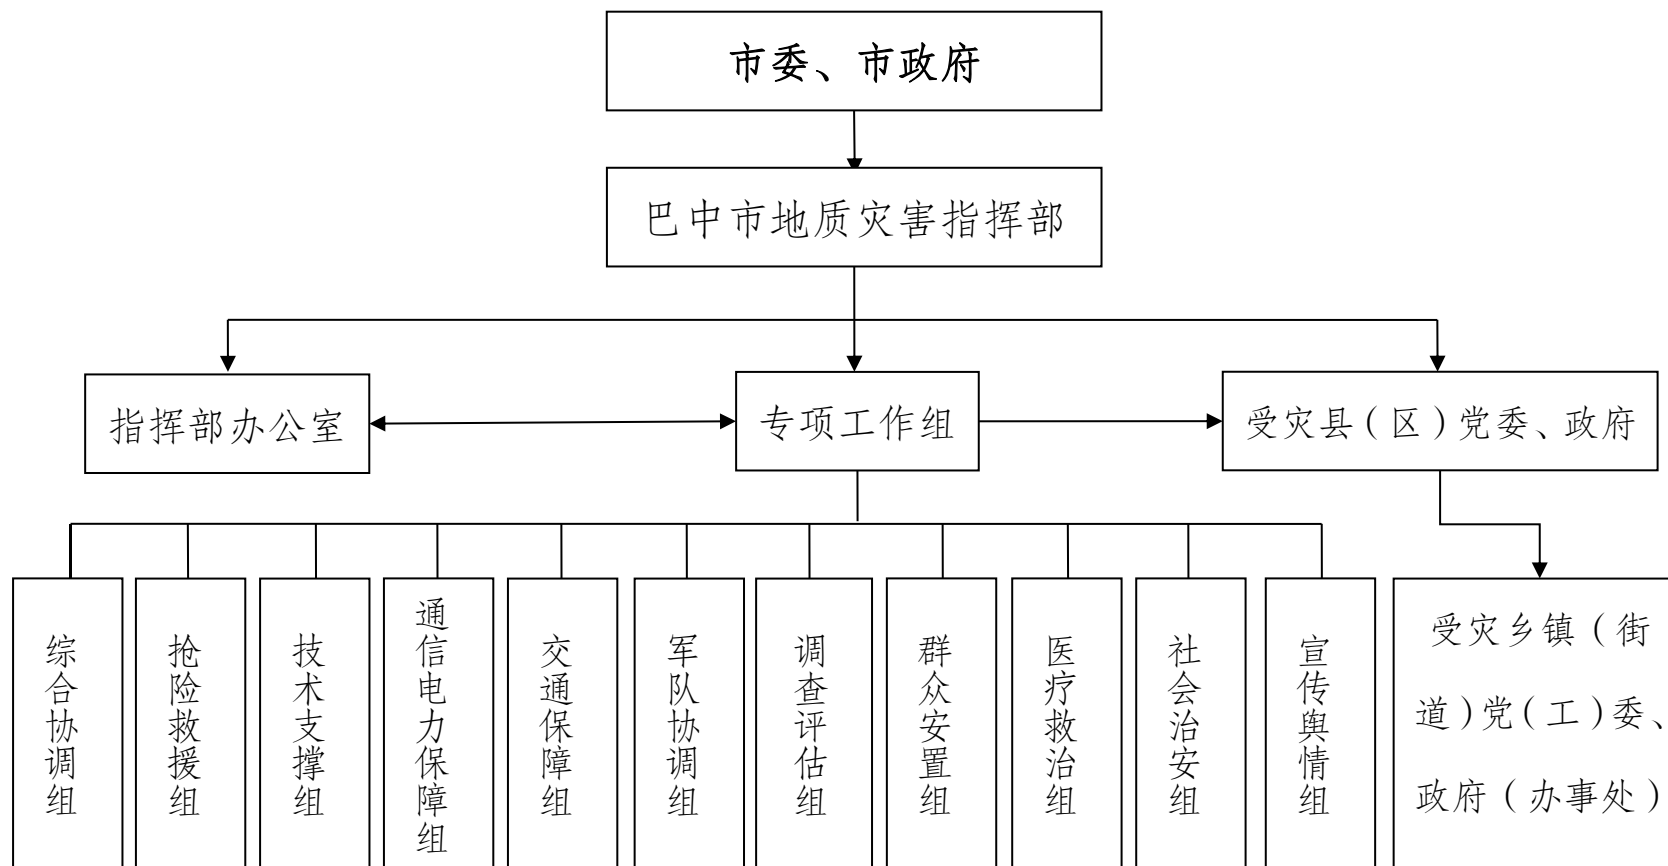 市委、市政府
巴中市地质灾害指挥部
指挥部办公室
专项工作组
受灾县（区）党委、政府
综合协调组
抢险救援组
技术支撑组
通信电力保障组
交通保障组
军队协调组
调查评估组
群众安置组
医疗救治组
社会治安组
宣传舆情组
受灾乡镇（街
道）党（工）委、
政府（办事处）